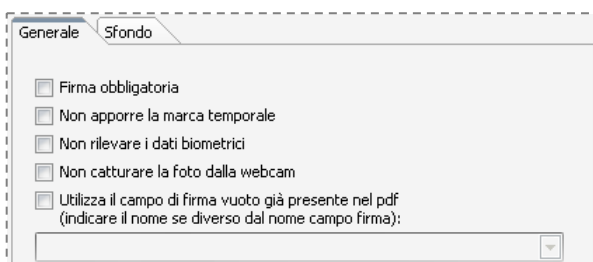 Generale Sfondo
Firma obbligatoria
Non apporre la marca temporale
Non rilevare i dati biometrici
Non catturare la foto dalla webcam
Utilizza il campo di firma vuoto già presente nel pdf
(indicare il nome se diverso dal nome campo firma):